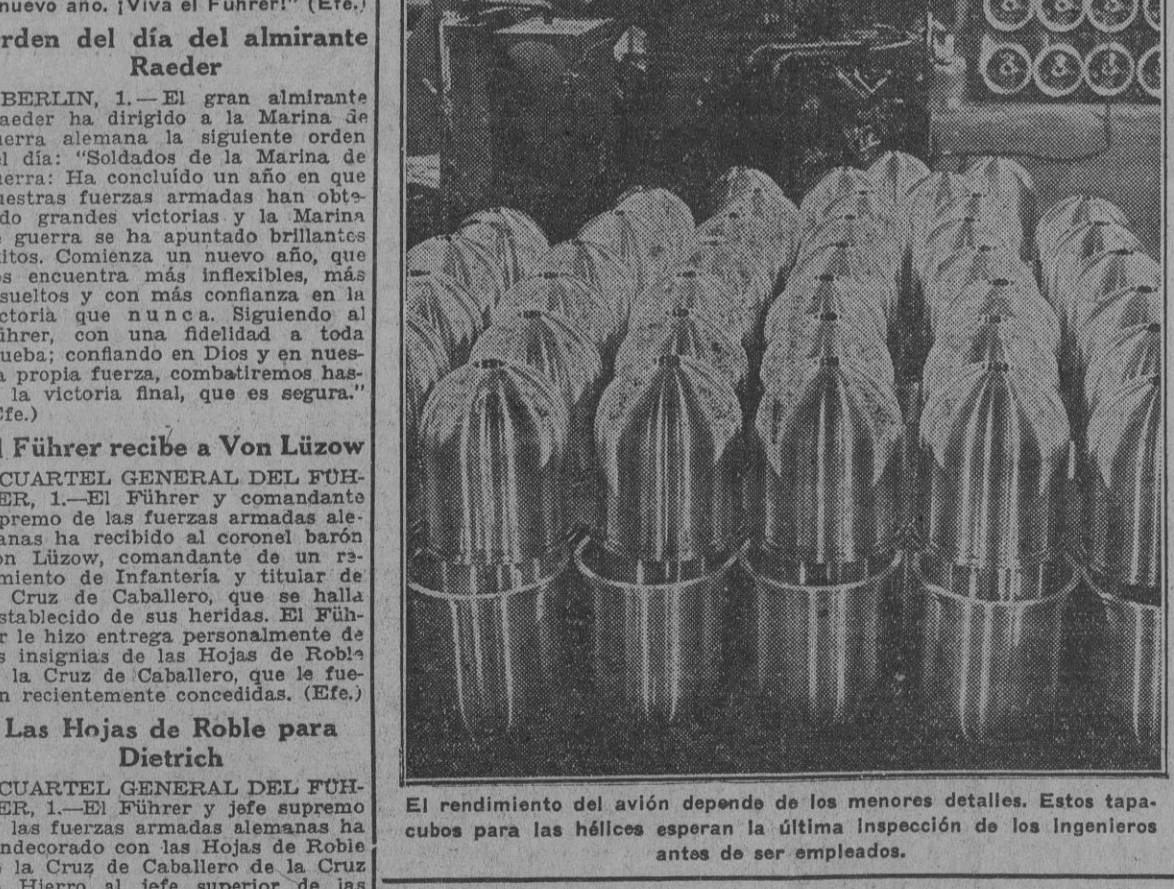 nuevo año. ¡Viva el Führer!" (Efe.)
rden del día del almirante
Raeder
BERLIN, 1.—El gran almirante
aeder ha dirigido a la Marina de
uerra alemana la siguiente orden
el día: "Soldados de la Marina de
uerra: Ha concluído un año en que
uestras fuerzas armadas han obte-
ido grandes victorias y la Marina
e guerra se ha apuntado brillantes
xitos. Comienza un nuevo año, que
os encuentra más inflexibles, más
sueltos y con más confianza en la
ictoria que nunca. Siguiendo al
ührer, con una fidelidad a toda
rueba; confiando en Dios y en nues-
a propia fuerza, combatiremos has-
la victoria final, que es segura."
Efe.)
l Führer recibe a Von Lüzow
CUARTEL GENERAL DEL FÜH-
ER, 1.—El Führer y comandante
premo de las fuerzas armadas ale-
anas ha recibido al coronel barón
on Lüzow, comandante de un re-
miento de Infantería y titular de
Cruz de Caballero, que se halla
stablecido de sus heridas. El Füh-
r le hizo entrega personalmente de
s insignias de las Hojas de Roble
la Cruz de Caballero, que le fue-
n recientemente concedidas. (Efe.)
Las Hojas de Roble para
Dietrich
CUARTEL GENERAL DEL FÜH-
ER, 1.—El Führer y jefe supremo
las fuerzas armadas alemanas ha
ndecorado con las Hojas de Roble
la Cruz de Caballero de la Cruz
Hierro al jefe superior de las
El rendimiento del avión depende de los menores detalles. Estos tapa-
cubos para las hélices esperan la última inspección de los ingenieros
antes de ser empleados.